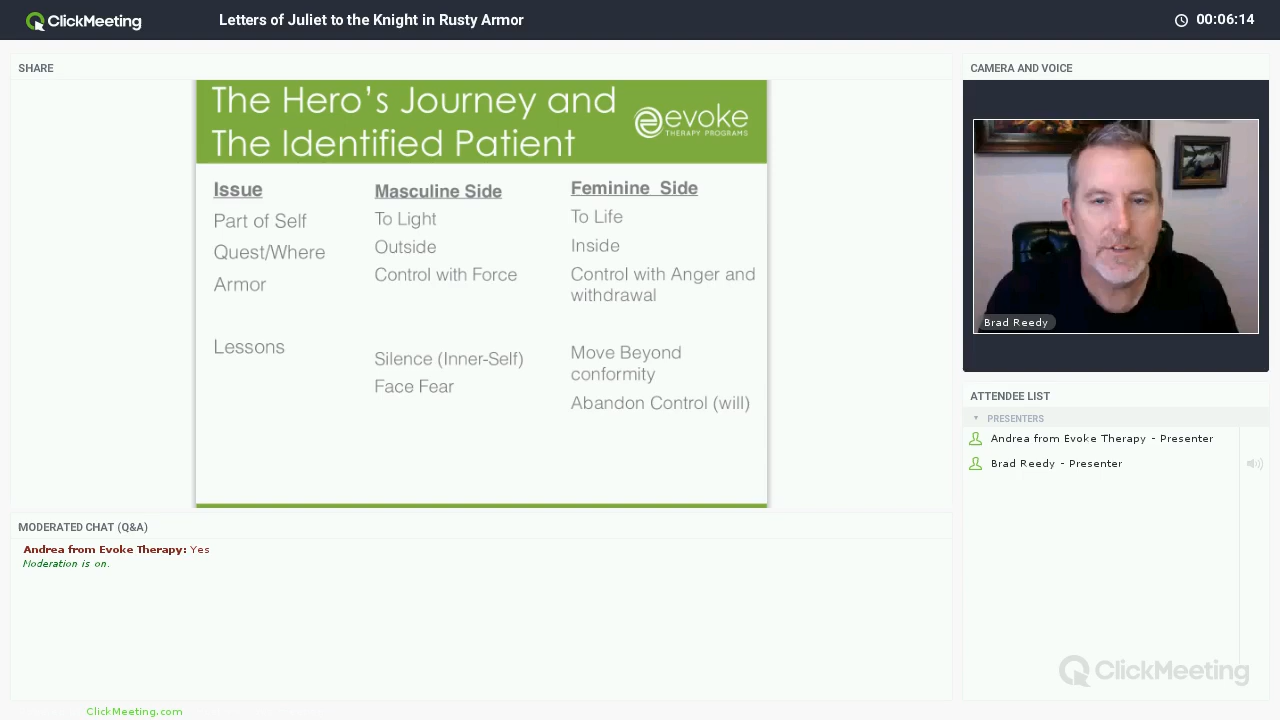 ClickMeeting
Letters of Juliet to the Knight in Rusty Armor
00:06:14
SHARE
The Hero's Journey and
The Identified Patient
evoke
THERAPY PROGRAMS
Issue
Part of Self
Quest/Where
Armor
Lessons
Masculine Side
To Light
Outside
Control with Force
Silence (Inner-Self)
Face Fear
Feminine Side
To Life
Inside
Control with Anger and
withdrawal
Move Beyond
conformity
Abandon Control (will)
CAMERA AND VOICE
Brad Reedy
ATTENDEE LIST
PRESENTERS
Andrea from Evoke Therapy - Presenter
Brad Reedy - Presenter
MODERATED CHAT (Q&A)
Andrea from Evoke Therapy: Yes
Moderation is on.
ClickMeeting
ClickMeeting.com